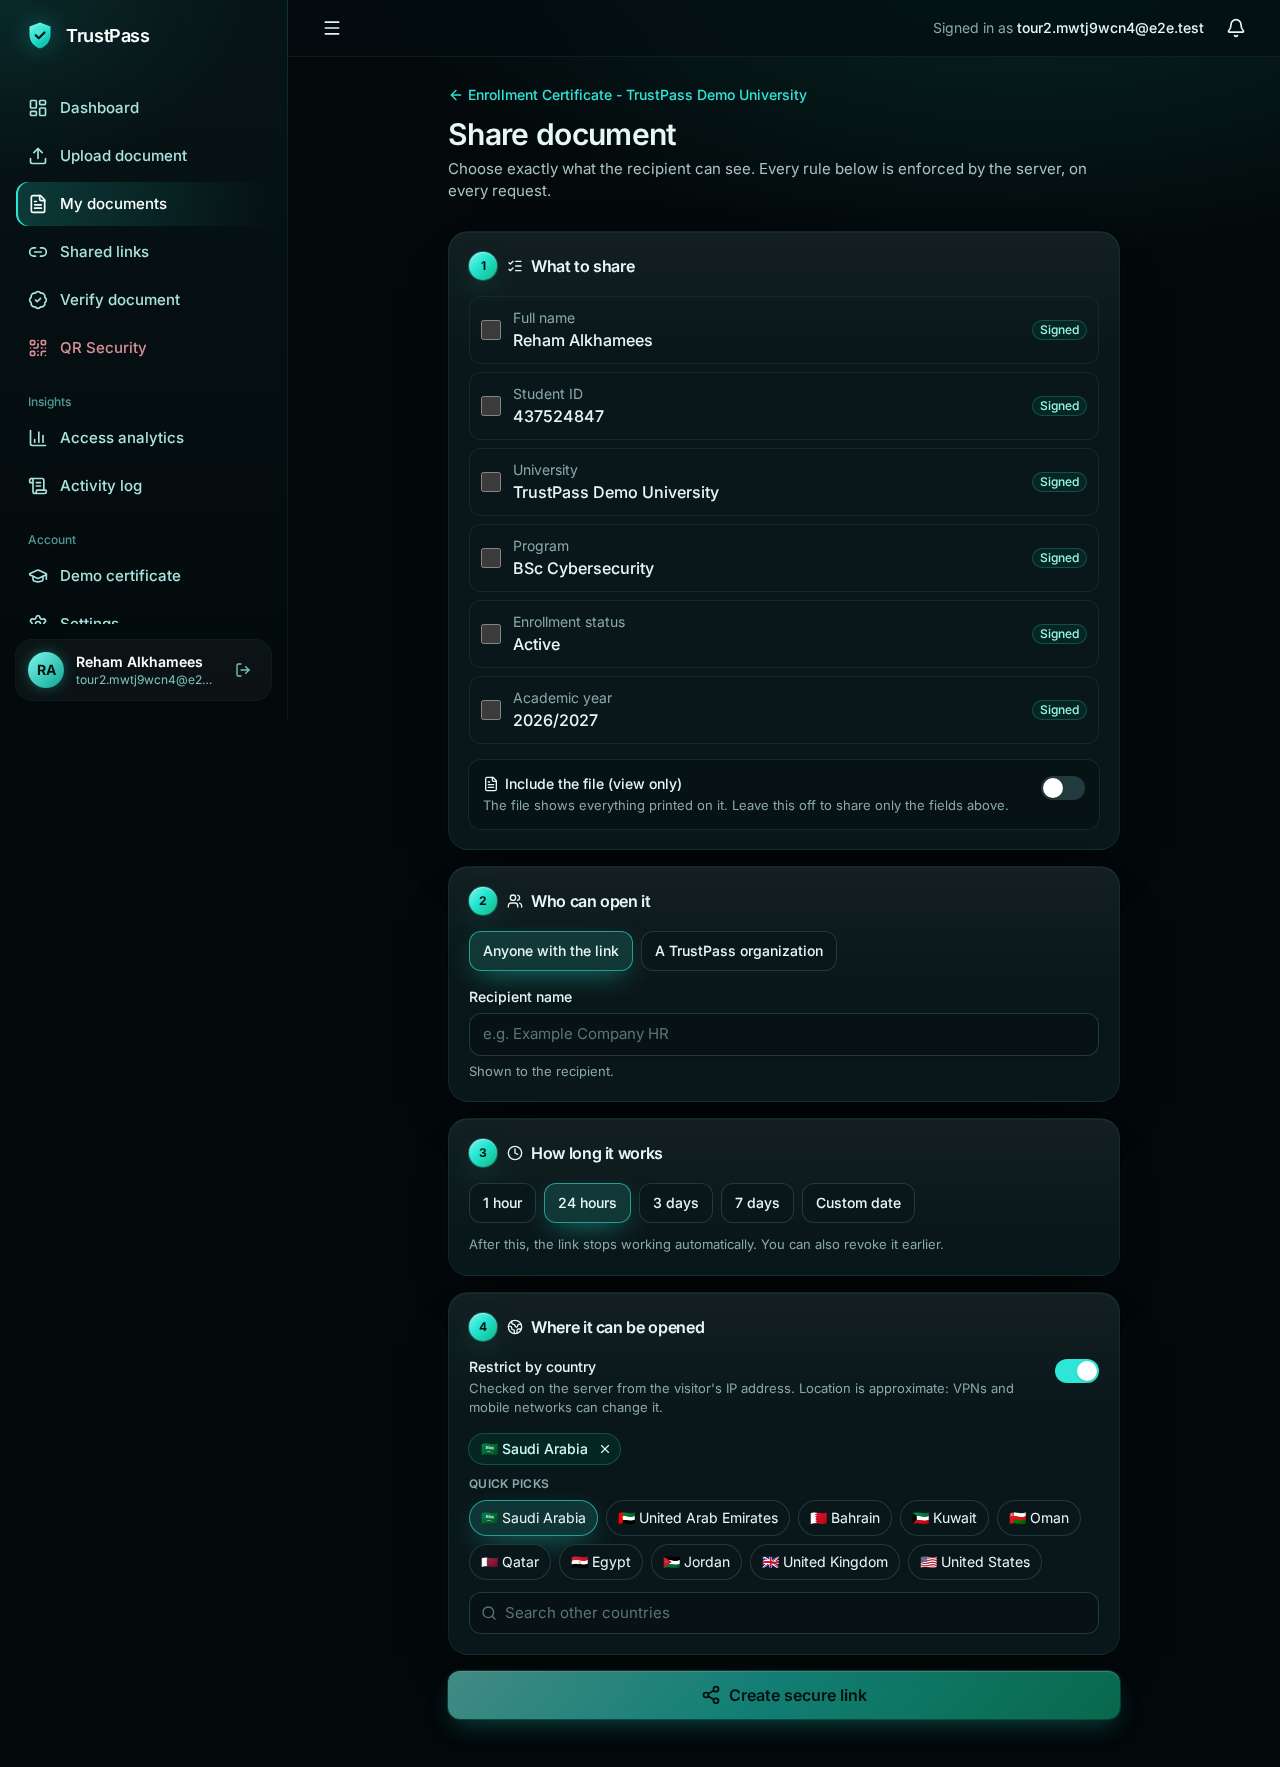 TrustPass
Signed in as tour2.mwtj9wcn4@e2e.test
Dashboard
Upload document
My documents
Shared links
Verify document
QR Security
Insights
Access analytics
Activity log
Account
Demo certificate
Settings
RA
Reham Alkhamees
tour2.mwtj9wcn4@e2...
Enrollment Certificate - TrustPass Demo University
Share document
Choose exactly what the recipient can see. Every rule below is enforced by the server, on
every request.
1 What to share
Full name
Reham Alkhamees
Signed
Student ID
437524847
Signed
University
TrustPass Demo University
Signed
Program
BSc Cybersecurity
Signed
Enrollment status
Active
Signed
Academic year
2026/2027
Signed
Include the file (view only)
The file shows everything printed on it. Leave this off to share only the fields above.
2 Who can open it
Anyone with the link A TrustPass organization
Recipient name
e.g. Example Company HR
Shown to the recipient.
3 How long it works
1 hour 24 hours 3 days 7 days Custom date
After this, the link stops working automatically. You can also revoke it earlier.
4 Where it can be opened
Restrict by country
Checked on the server from the visitor's IP address. Location is approximate: VPNs and
mobile networks can change it.
Saudi Arabia
QUICK PICKS
Saudi Arabia United Arab Emirates Bahrain Kuwait Oman
Qatar Egypt Jordan United Kingdom United States
Search other countries
Create secure link